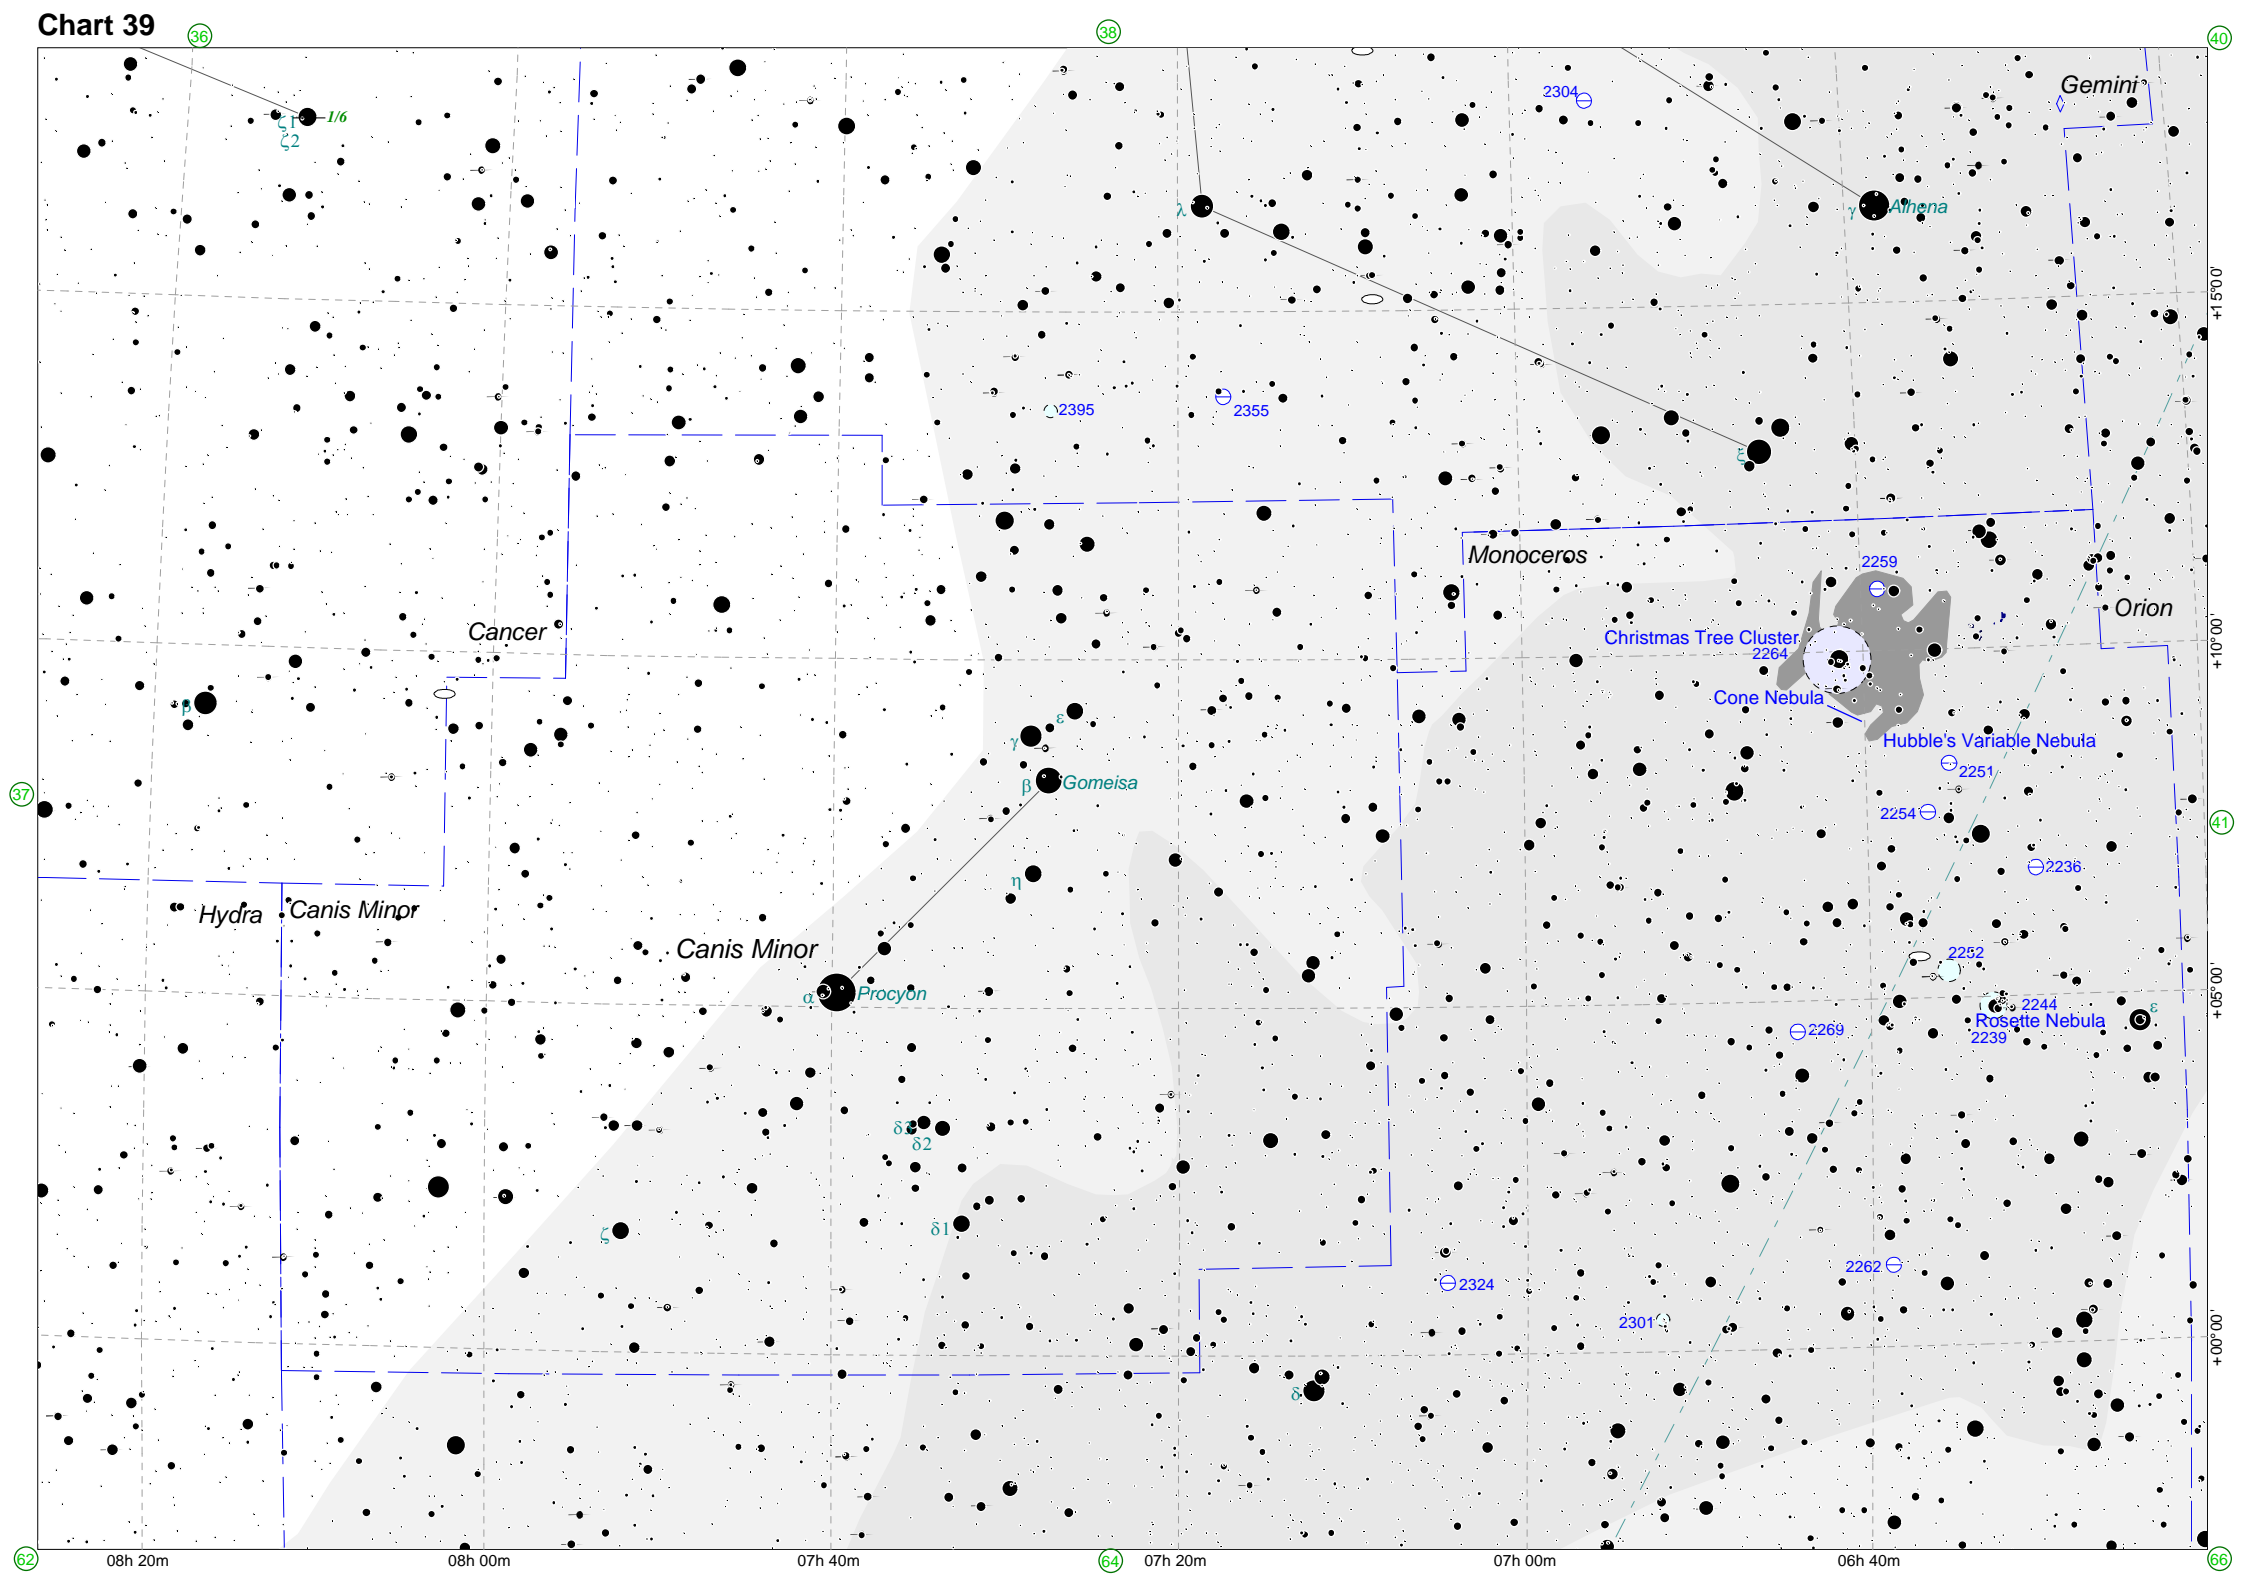 Chart 39
36
38
40
Gemini
2304
ζ1
1/6
ζ2
λ
γ
Alhena
+15°0'
2395
2355
ξ
Monoceros
2259
Orion
Cancer
Christmas Tree Cluster
2264
+10°00'
Cone Nebula
β
ε
γ
Hubble's Variable Nebula
2251
β
Gomeisa
37
2254
41
2236
η
Hydra
Canis Minor
Canis Minor
2252
α
Procyon
2244
ε
+05°00'
Rosette Nebula
2269
2239
δ3
δ2
δ1
ζ
2262
2324
2301
+00°00'
δ
62
08h 20m
08h 00m
07h 40m
64
07h 20m
07h 00m
06h 40m
66